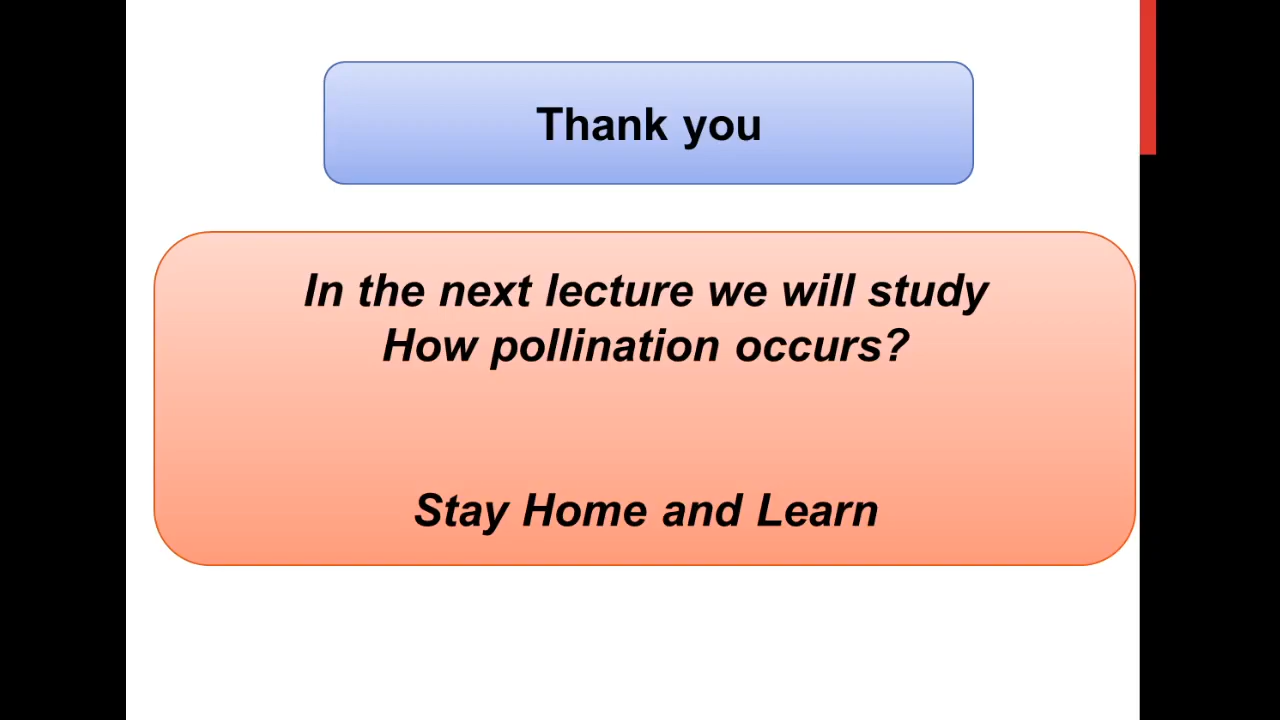 Thank you
In the next lecture we will study
How pollination occurs?
Stay Home and Learn